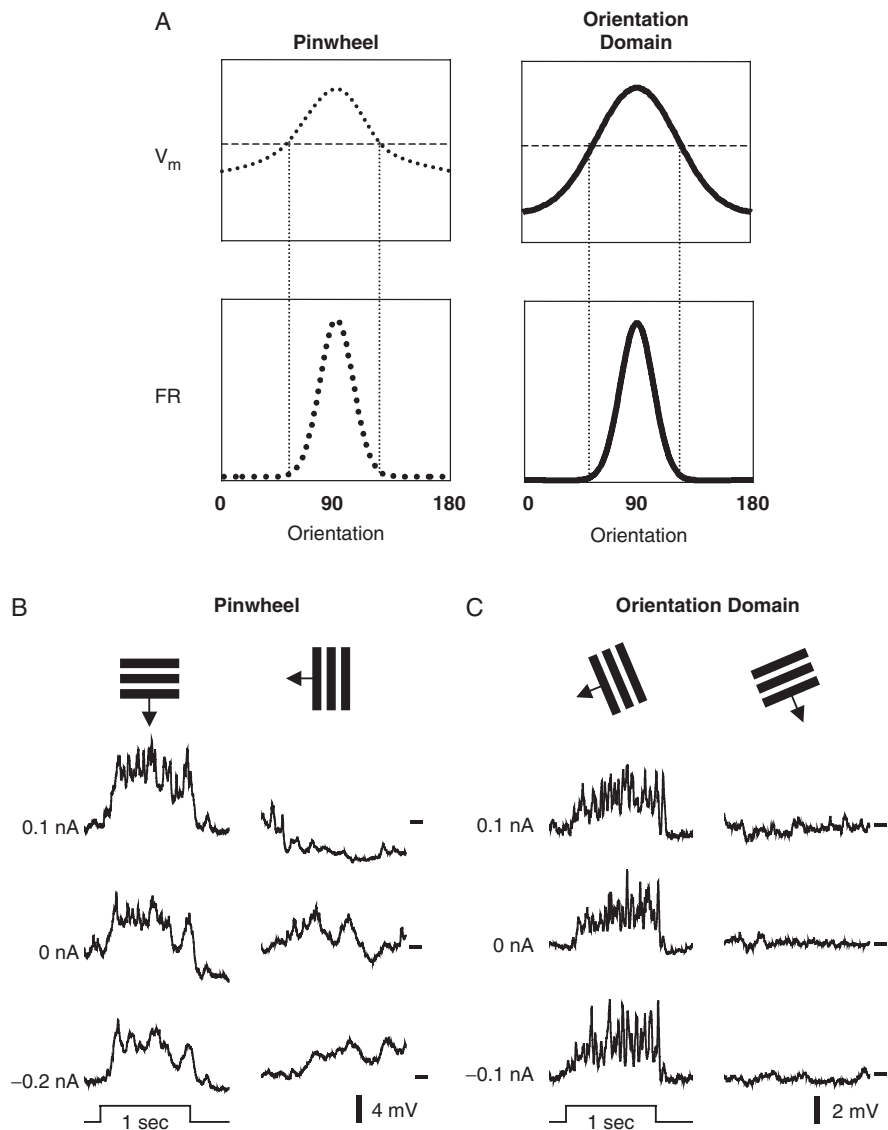 A
Pinwheel
Orientation
Domain
Vm
FR
0 90 180
Orientation
0 90 180
Orientation
B Pinwheel
C Orientation Domain
0.1 nA
0.1 nA
0 nA
0 nA
−0.2 nA
−0.1 nA
1 sec
4 mV
1 sec
2 mV